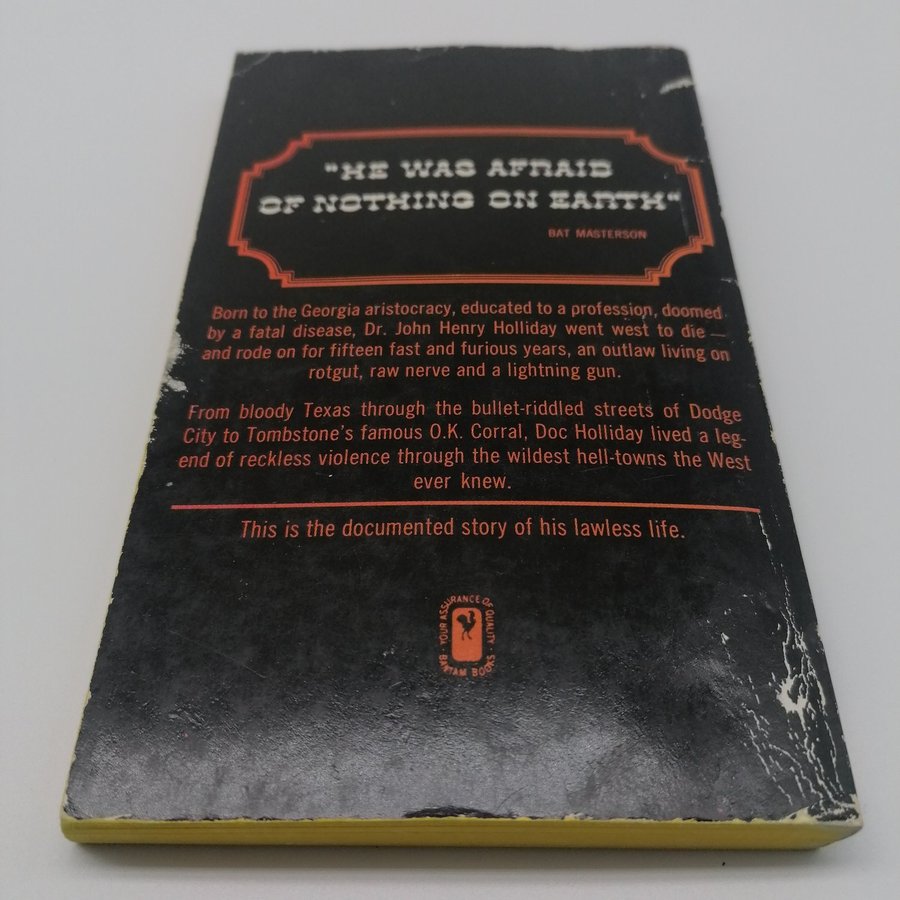 "HE WAS AFRAID
OF NOTHING ON EARTH"
BAT MASTERSON
Born to the Georgia aristocracy, educated to a profession, doomed
by a fatal disease, Dr. John Henry Holliday went west to die —
and rode on for fifteen fast and furious years, an outlaw living on
rotgut, raw nerve and a lightning gun.
From bloody Texas through the bullet-riddled streets of Dodge
City to Tombstone's famous O.K. Corral, Doc Holliday lived a leg-
end of reckless violence through the wildest hell-towns the West
ever knew.
This is the documented story of his lawless life.
YOUR ASSURANCE OF QUALITY
BANTAM BOOKS